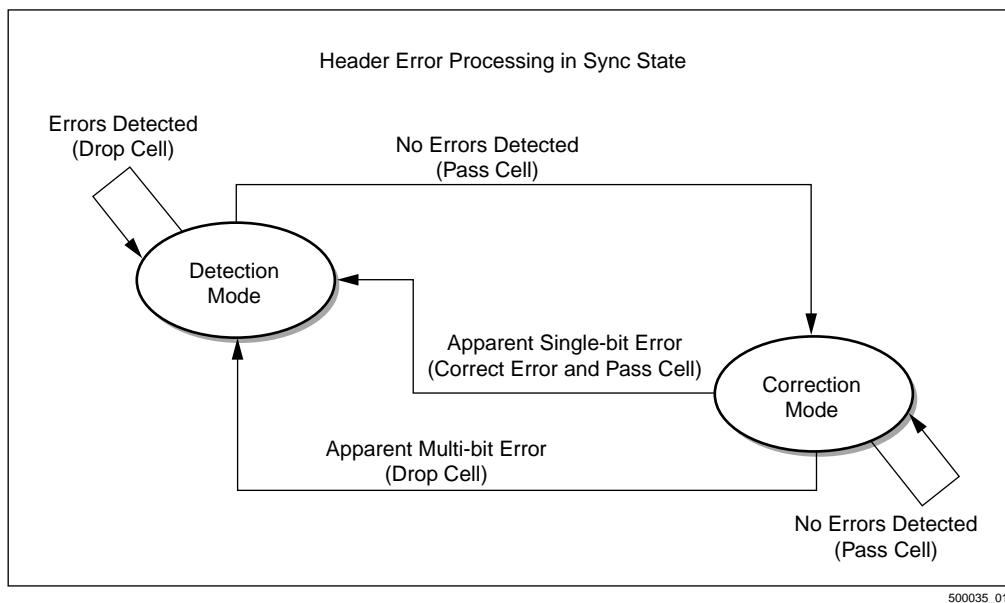 Header Error Processing in Sync State
Errors Detected
(Drop Cell)
No Errors Detected
(Pass Cell)
Detection
Mode
Apparent Single-bit Error
(Correct Error and Pass Cell)
Correction
Mode
Apparent Multi-bit Error
(Drop Cell)
No Errors Detected
(Pass Cell)
500035_01